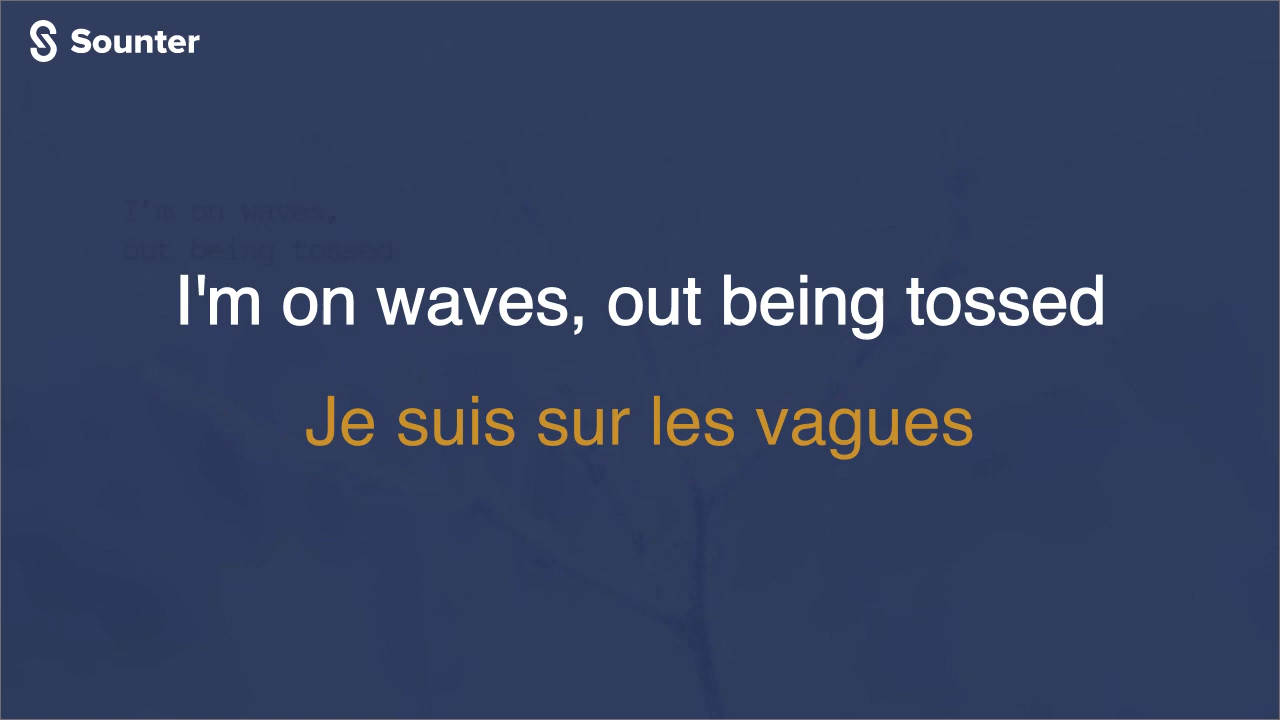 Sounter
I'm on waves,
out being tossed
I'm on waves, out being tossed
Je suis sur les vagues